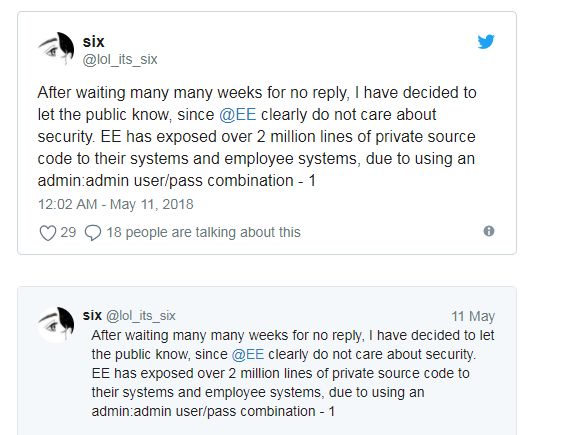 six
@lol_its_six
After waiting many many weeks for no reply, I have decided to
let the public know, since @EE clearly do not care about
security. EE has exposed over 2 million lines of private source
code to their systems and employee systems, due to using an
admin:admin user/pass combination - 1
12:02 AM - May 11, 2018
29 18 people are talking about this
six @lol_its_six 11 May
After waiting many many weeks for no reply, I have decided to let
the public know, since @EE clearly do not care about security.
EE has exposed over 2 million lines of private source code to
their systems and employee systems, due to using an
admin:admin user/pass combination - 1